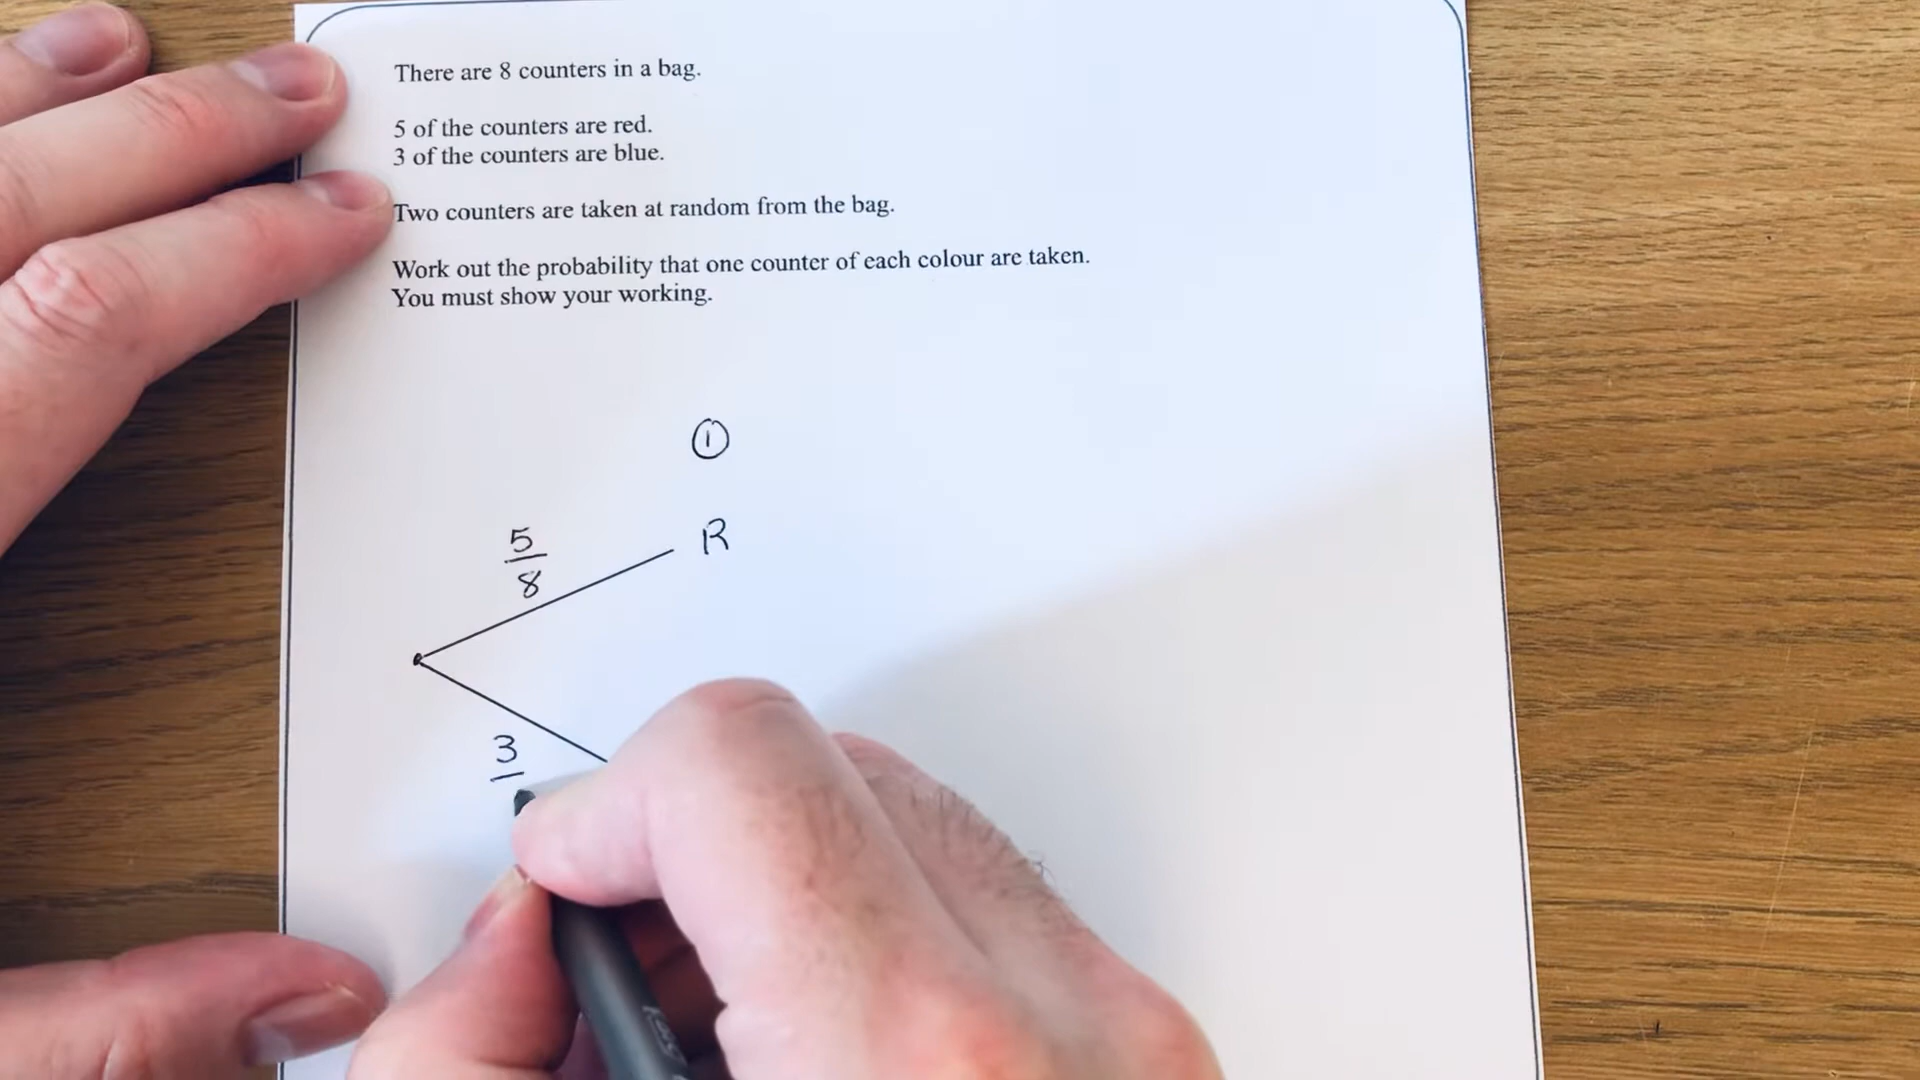 There are 8 counters in a bag.
5 of the counters are red.
3 of the counters are blue.
Two counters are taken at random from the bag.
Work out the probability that one counter of each colour are taken.
You must show your working.
①
5
8
R
3